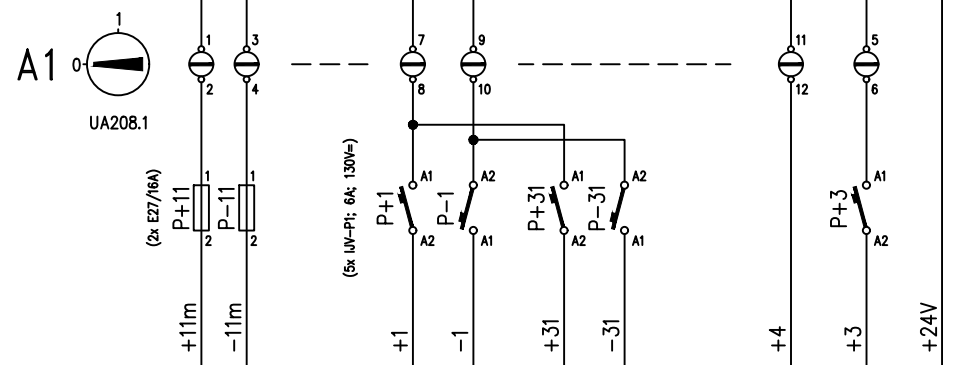 1
A1
0
UA208.1
1
3
7
9
11
5
2
4
8
10
12
6
(2x E27/16A)
P+11
1
2
P-11
1
2
(5x IJV-P1; 6A; 130V=)
P+1
A1
A2
P-1
A2
A1
P+31
A1
A2
P-31
A2
A1
P+3
A1
A2
+11m
-11m
+1
-1
+31
-31
+4
+3
+24V